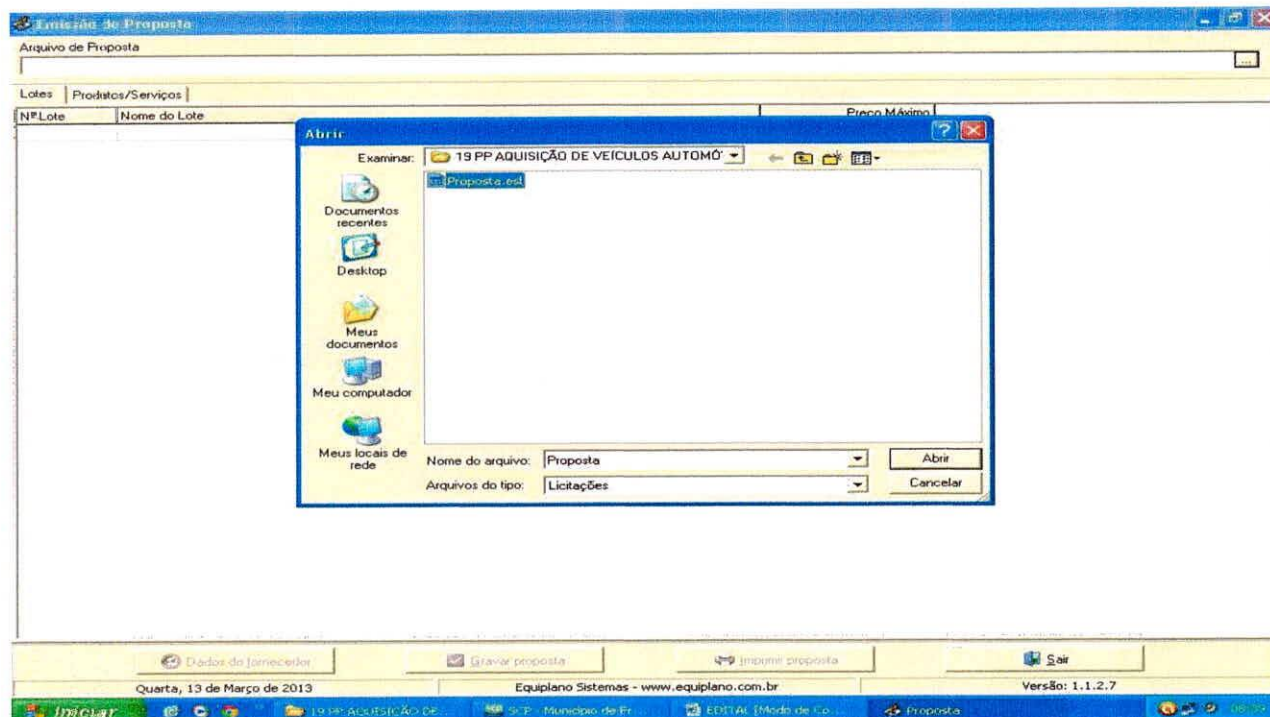 Emissão de Proposta
Arquivo de Proposta
...
Lotes Produtos/Serviços
Nº.Lote Nome do Lote Preço Máximo
Abrir
Examinar: 19 PP AQUISIÇÃO DE VEÍCULOS AUTOMÓ
Proposta.esl
Documentos
recentes
Desktop
Meus
documentos
Meu computador
Meus locais de
rede
Nome do arquivo: Proposta Abrir
Arquivos do tipo: Licitações Cancelar
Dados do fornecedor Gravar proposta Imprimir proposta Sair
Quarta, 13 de Março de 2013 Equiplano Sistemas - www.equiplano.com.br Versão: 1.1.2.7
Iniciar 19 PP AQUISIÇÃO DE... SCP - Município de Fr... EDITAL [Modo de Co... Proposta